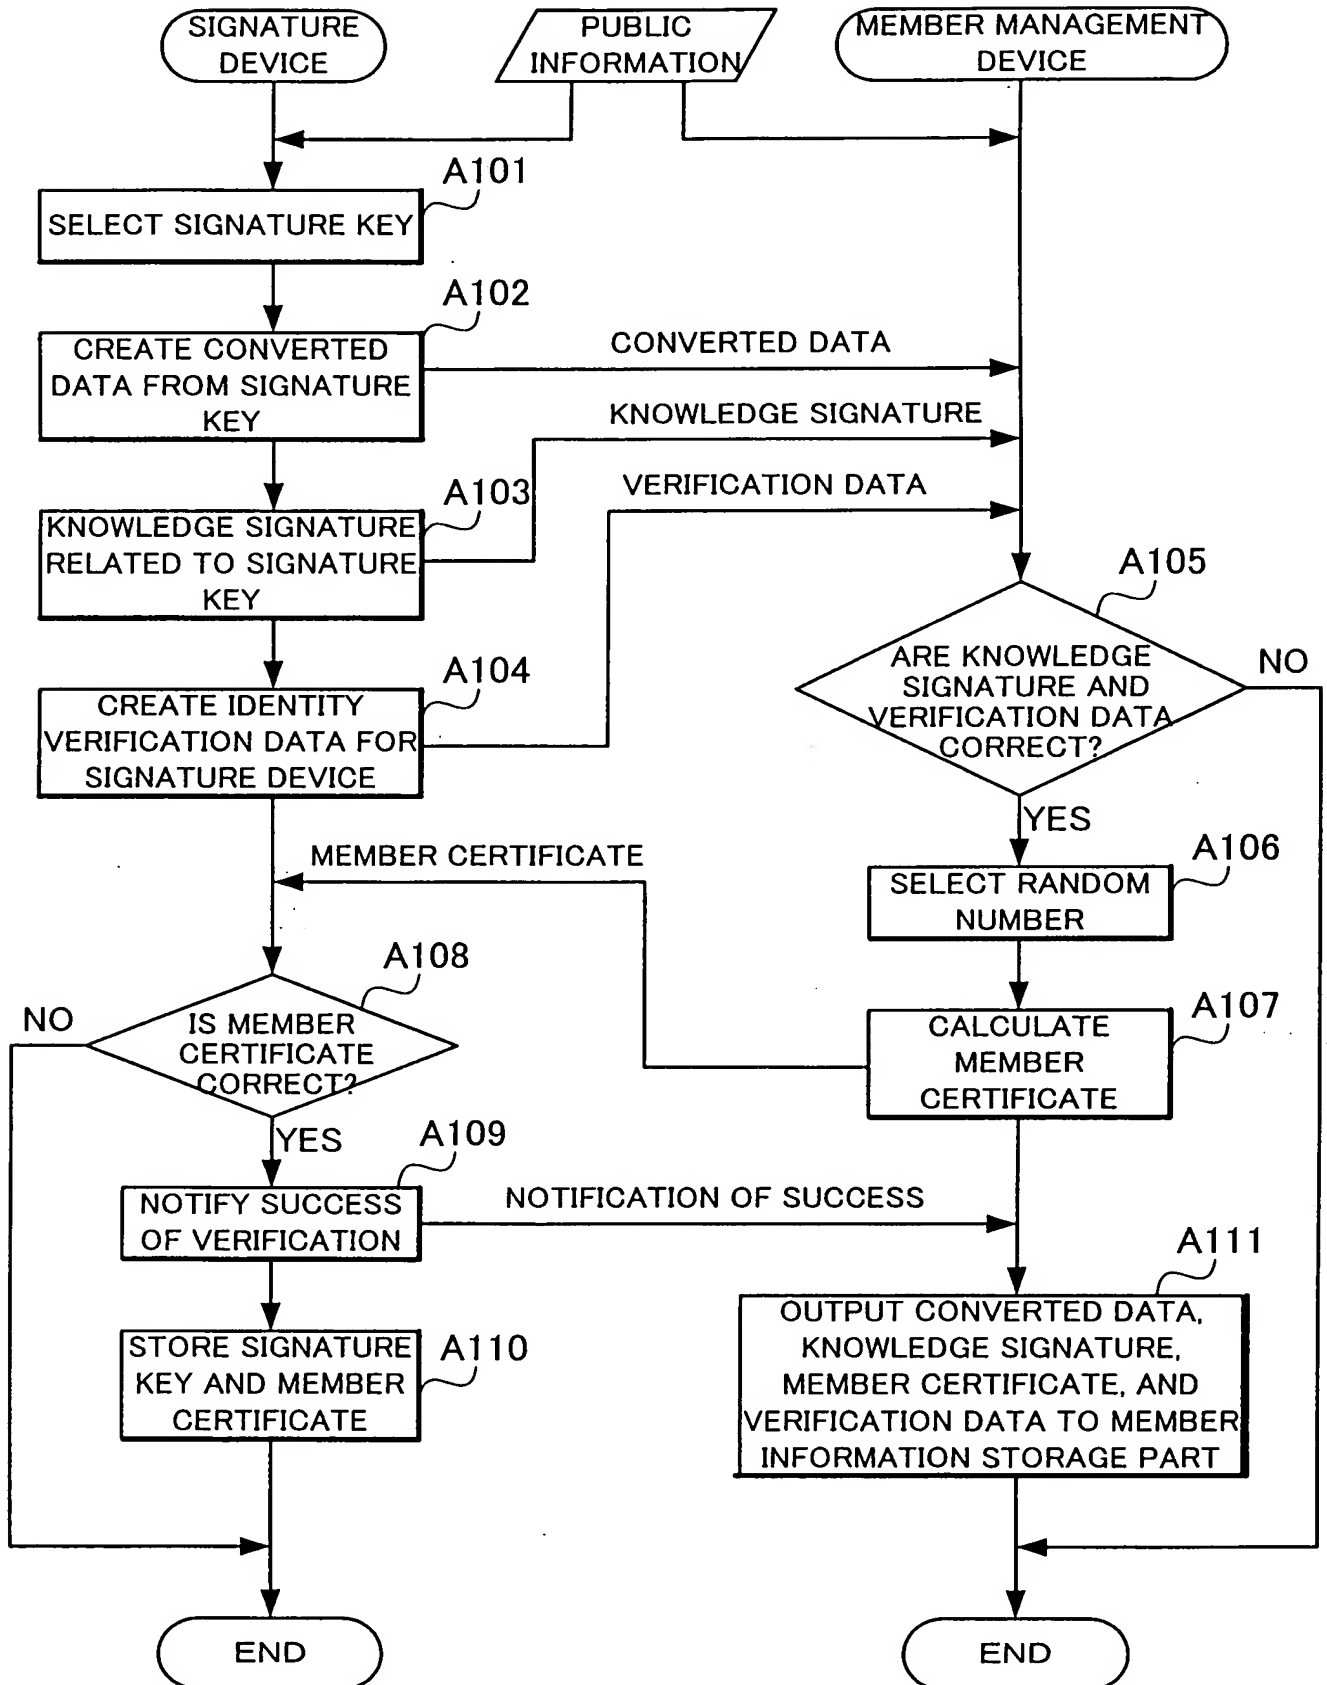 SIGNATURE
DEVICE
PUBLIC
INFORMATION
MEMBER MANAGEMENT
DEVICE
A101
SELECT SIGNATURE KEY
A102
CREATE CONVERTED
DATA FROM SIGNATURE
KEY
CONVERTED DATA
KNOWLEDGE SIGNATURE
VERIFICATION DATA
A103
KNOWLEDGE SIGNATURE
RELATED TO SIGNATURE
KEY
A104
CREATE IDENTITY
VERIFICATION DATA FOR
SIGNATURE DEVICE
A105
ARE KNOWLEDGE
SIGNATURE AND
VERIFICATION DATA
CORRECT?
NO
YES
A106
SELECT RANDOM
NUMBER
A107
CALCULATE
MEMBER
CERTIFICATE
MEMBER CERTIFICATE
A108
NO
IS MEMBER
CERTIFICATE
CORRECT?
YES
A109
NOTIFY SUCCESS
OF VERIFICATION
NOTIFICATION OF SUCCESS
A110
STORE SIGNATURE
KEY AND MEMBER
CERTIFICATE
A111
OUTPUT CONVERTED DATA,
KNOWLEDGE SIGNATURE,
MEMBER CERTIFICATE, AND
VERIFICATION DATA TO MEMBER
INFORMATION STORAGE PART
END
END